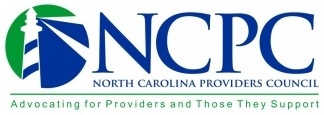 NCPC
NORTH CAROLINA PROVIDERS COUNCIL
Advocating for Providers and Those They Support